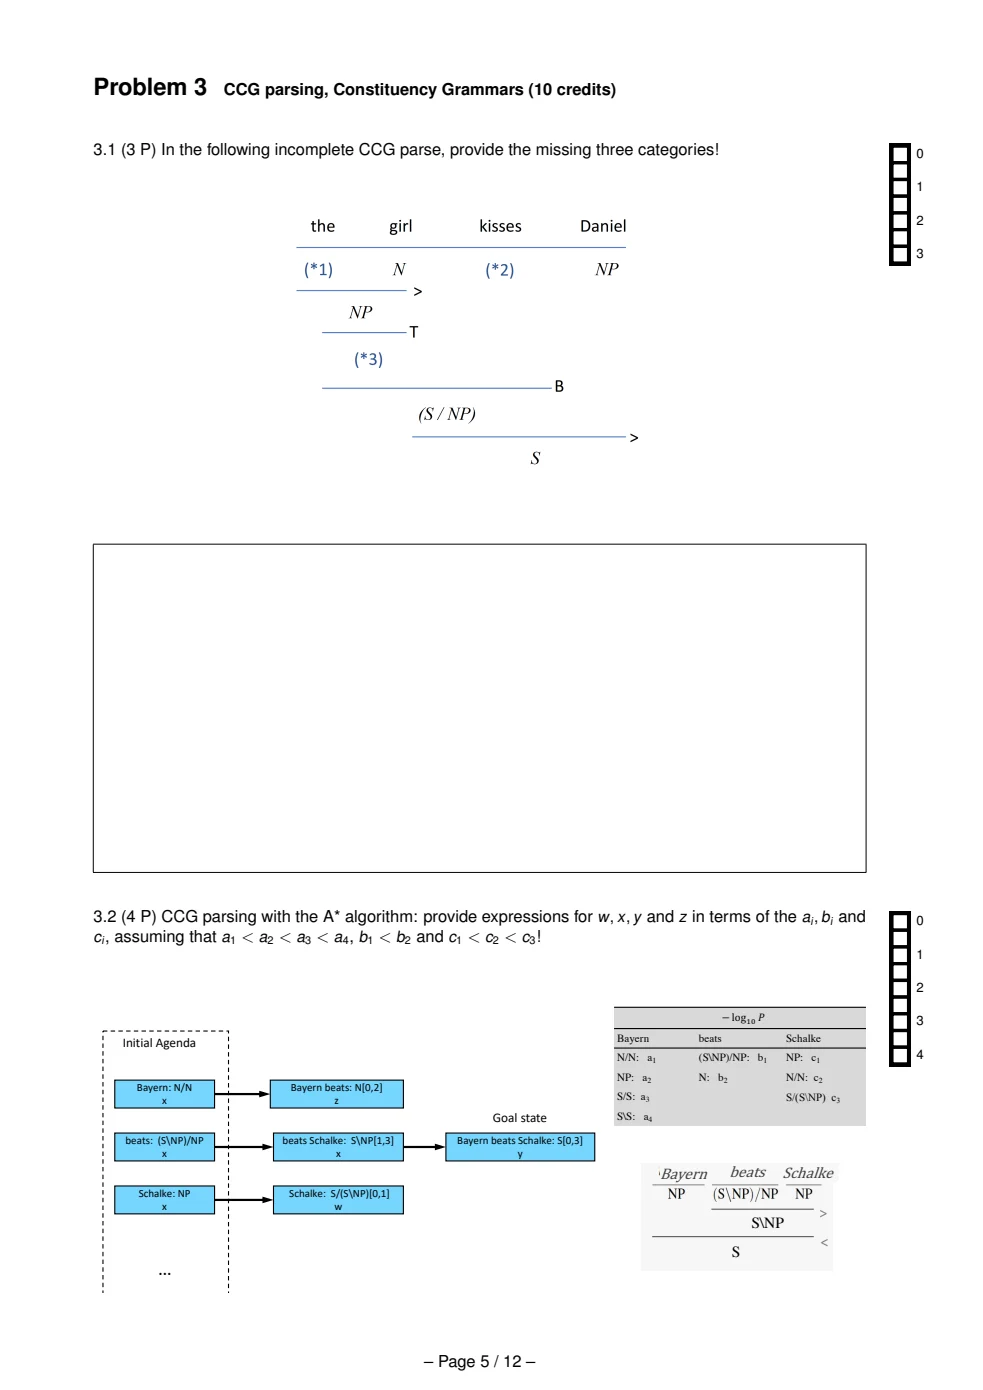 Problem 3 CCG parsing, Constituency Grammars (10 credits)
3.1 (3 P) In the following incomplete CCG parse, provide the missing three categories!
0
1
2
3
the girl kisses Daniel
(*1) N (*2) NP
>
NP
T
(*3)
B
(S / NP)
>
S
3.2 (4 P) CCG parsing with the A* algorithm: provide expressions for w, x, y and z in terms of the aᵢ, bᵢ and
cᵢ, assuming that a₁ < a₂ < a₃ < a₄, b₁ < b₂ and c₁ < c₂ < c₃!
0
1
2
3
4
Initial Agenda
Bayern: N/N
x
Bayern beats: N[0,2]
z
Goal state
beats: (S\NP)/NP
x
beats Schalke: S\NP[1,3]
x
Bayern beats Schalke: S[0,3]
y
Schalke: NP
x
Schalke: S/(S\NP)[0,1]
w
...
− log₁₀ P
Bayern beats Schalke
N/N: a₁ (S\NP)/NP: b₁ NP: c₁
NP: a₂ N: b₂ N/N: c₂
S/S: a₃ S/(S\NP) c₃
S\S: a₄
Bayern beats Schalke
NP (S\NP)/NP NP
>
S\NP
<
S
– Page 5 / 12 –